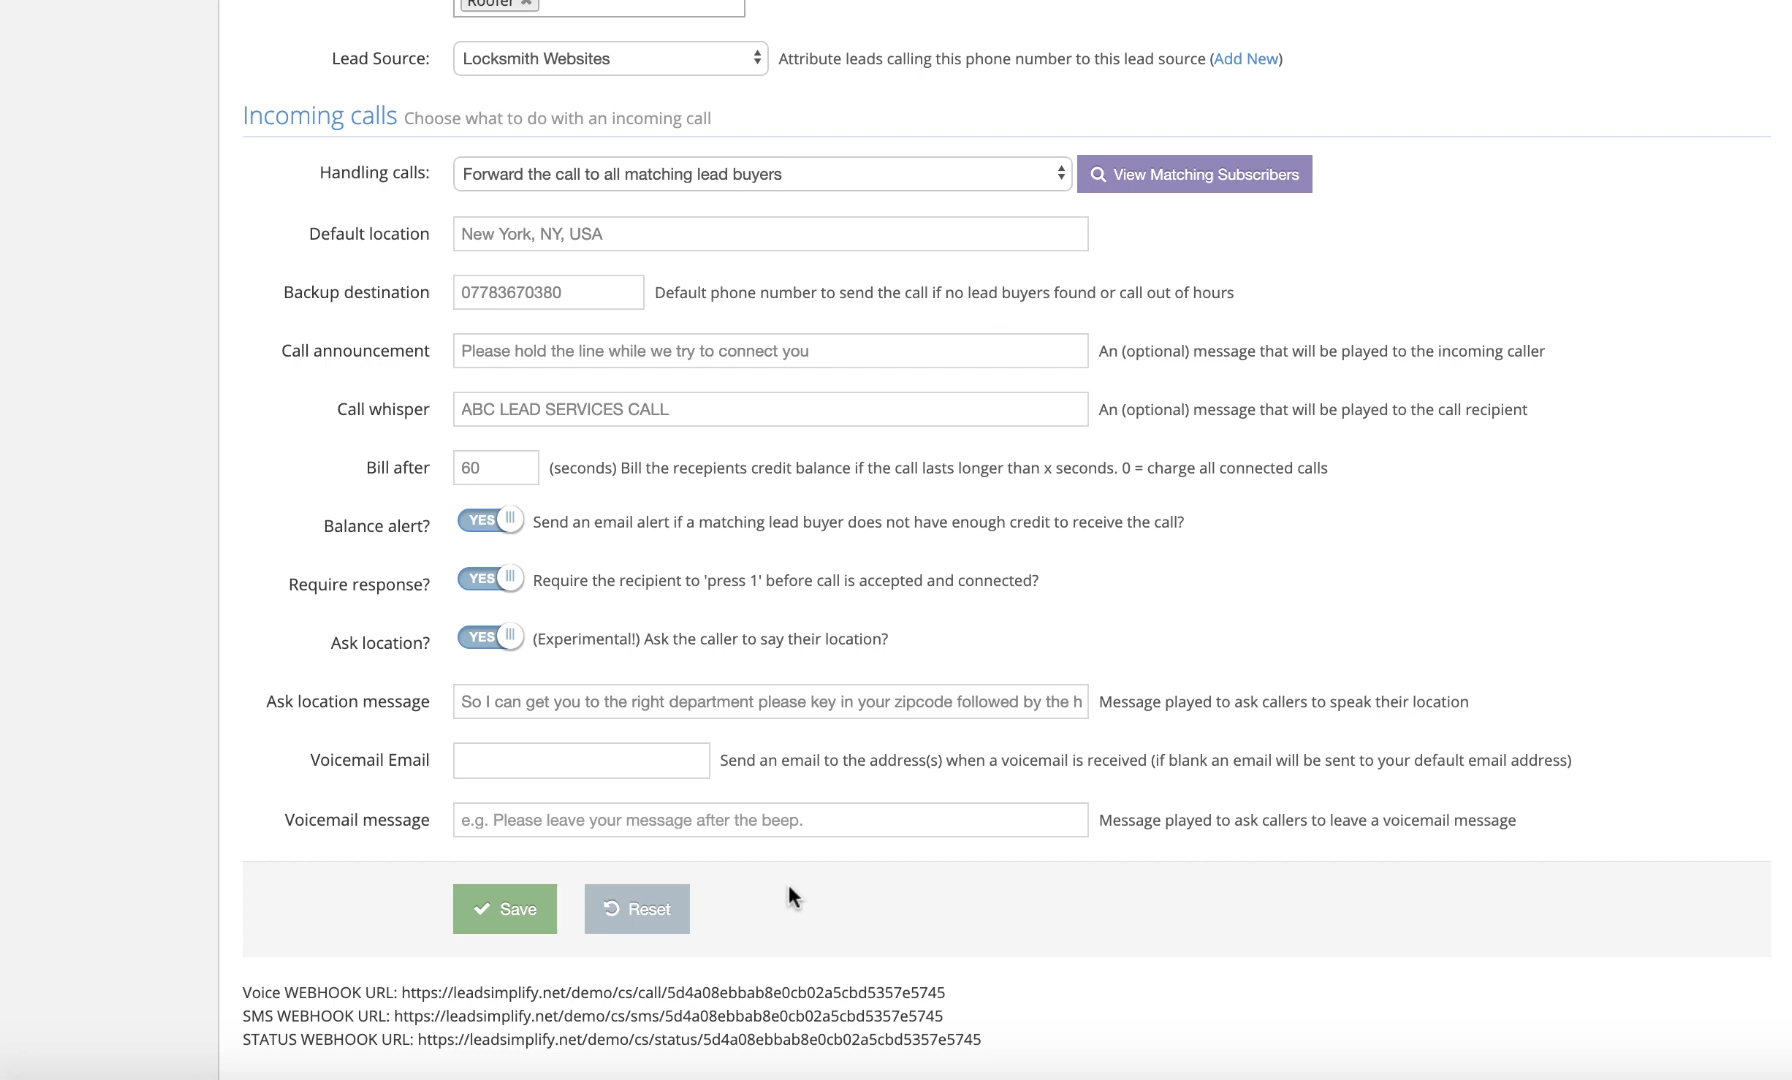 Roofer ×
Lead Source: Locksmith Websites Attribute leads calling this phone number to this lead source (Add New)
Incoming calls Choose what to do with an incoming call
Handling calls: Forward the call to all matching lead buyers View Matching Subscribers
Default location New York, NY, USA
Backup destination 07783670380 Default phone number to send the call if no lead buyers found or call out of hours
Call announcement Please hold the line while we try to connect you An (optional) message that will be played to the incoming caller
Call whisper ABC LEAD SERVICES CALL An (optional) message that will be played to the call recipient
Bill after 60 (seconds) Bill the recepients credit balance if the call lasts longer than x seconds. 0 = charge all connected calls
Balance alert? YES Send an email alert if a matching lead buyer does not have enough credit to receive the call?
Require response? YES Require the recipient to 'press 1' before call is accepted and connected?
Ask location? YES (Experimental!) Ask the caller to say their location?
Ask location message So I can get you to the right department please key in your zipcode followed by the h Message played to ask callers to speak their location
Voicemail Email Send an email to the address(s) when a voicemail is received (if blank an email will be sent to your default email address)
Voicemail message e.g. Please leave your message after the beep. Message played to ask callers to leave a voicemail message
Save Reset
Voice WEBHOOK URL: https://leadsimplify.net/demo/cs/call/5d4a08ebbab8e0cb02a5cbd5357e5745
SMS WEBHOOK URL: https://leadsimplify.net/demo/cs/sms/5d4a08ebbab8e0cb02a5cbd5357e5745
STATUS WEBHOOK URL: https://leadsimplify.net/demo/cs/status/5d4a08ebbab8e0cb02a5cbd5357e5745